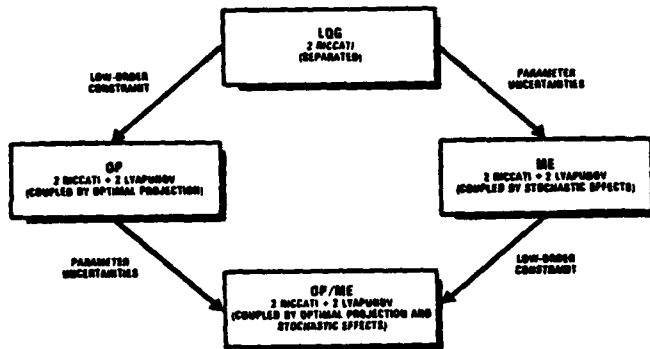 LQG
2 RICCATI
(SEPARATED)
LOW-ORDER
CONSTRAINT
PARAMETER
UNCERTAINTIES
OP
2 RICCATI + 2 LYAPUNOV
(COUPLED BY OPTIMAL PROJECTION)
ME
2 RICCATI + 2 LYAPUNOV
(COUPLED BY STOCHASTIC EFFECTS)
PARAMETER
UNCERTAINTIES
LOW-ORDER
CONSTRAINT
OP/ME
2 RICCATI + 2 LYAPUNOV
(COUPLED BY OPTIMAL PROJECTION AND
STOCHASTIC EFFECTS)